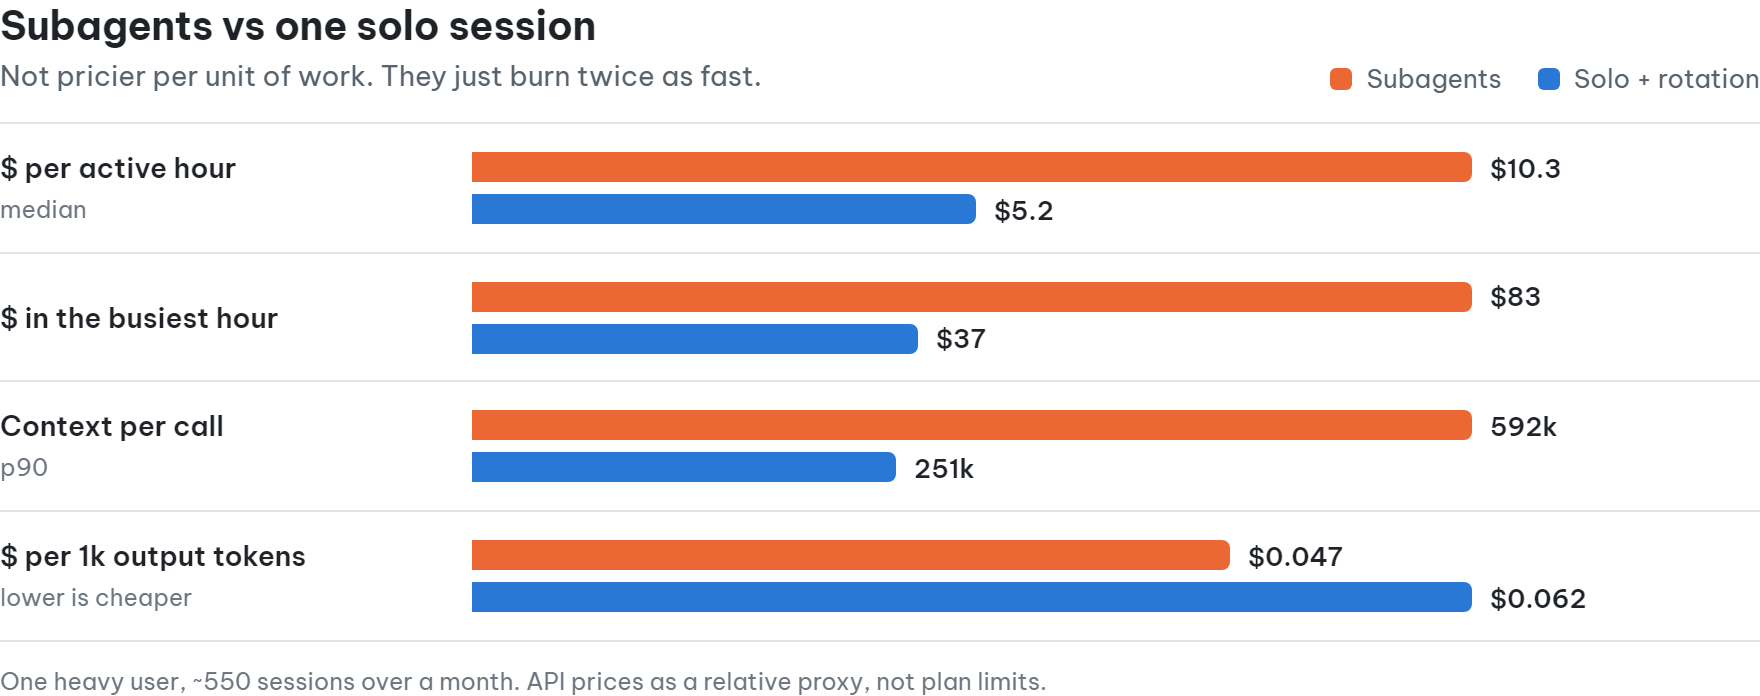 Subagents vs one solo session
Not pricier per unit of work. They just burn twice as fast.
Subagents
Solo + rotation
$ per active hour
median
$10.3
$5.2
$ in the busiest hour
$83
$37
Context per call
p90
592k
251k
$ per 1k output tokens
lower is cheaper
$0.047
$0.062
One heavy user, ~550 sessions over a month. API prices as a relative proxy, not plan limits.